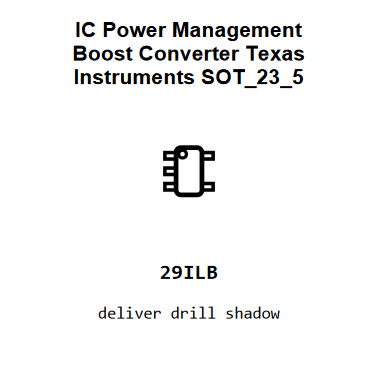 IC Power Management
Boost Converter Texas
Instruments SOT_23_5
29ILB
deliver drill shadow